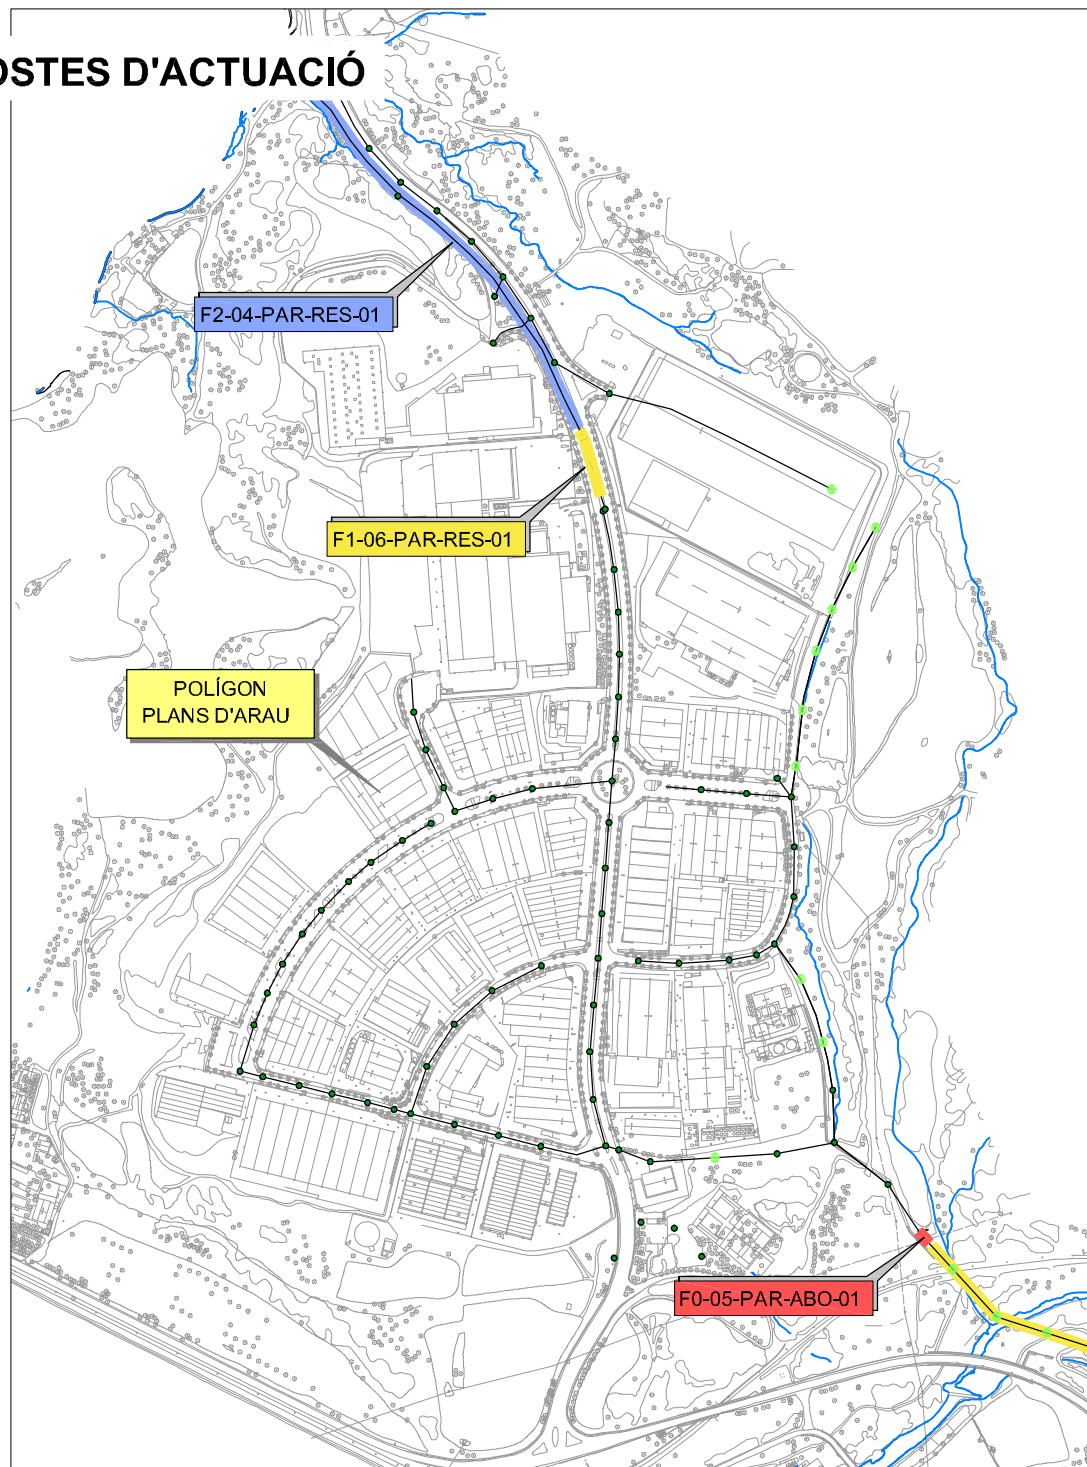 OSTES D'ACTUACIÓ
F2-04-PAR-RES-01
F1-06-PAR-RES-01
POLÍGON
PLANS D'ARAU
F0-05-PAR-ABO-01